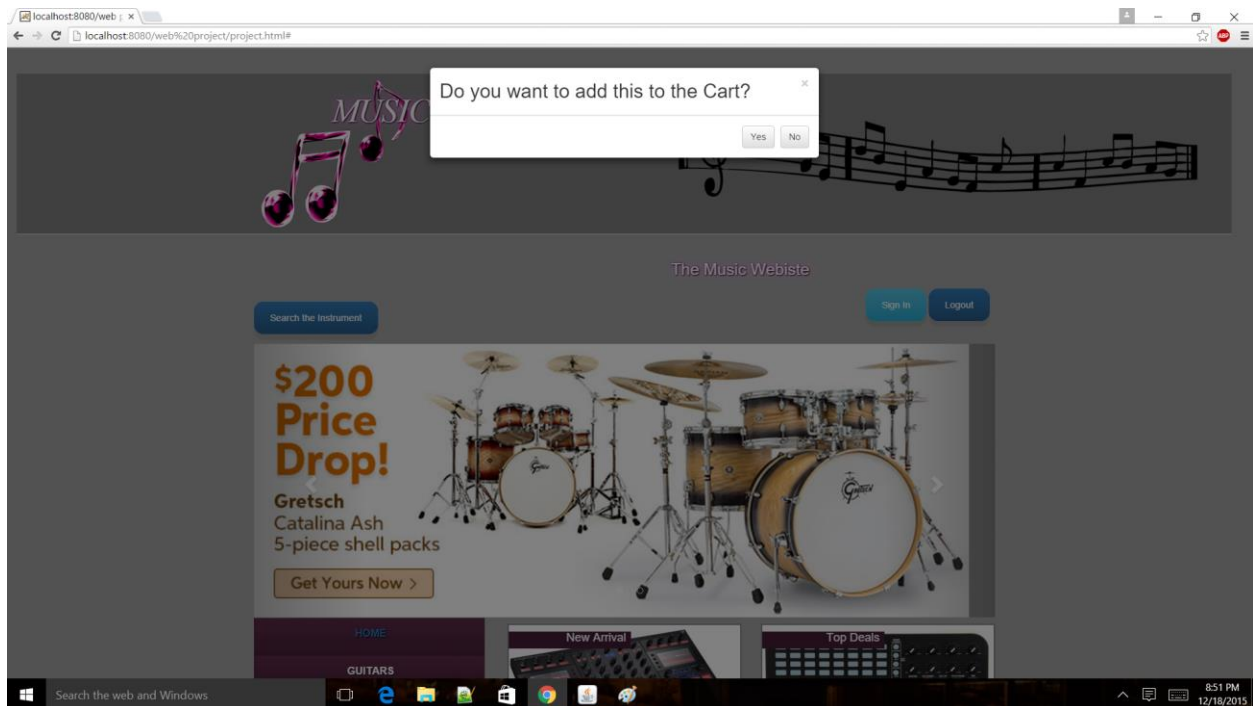 localhost:8080/web p
localhost:8080/web%20project/project.html#
ABP
Do you want to add this to the Cart?
Yes No
MUSIC
The Music Webiste
Sign In Logout
Search the Instrument
$200
Price
Drop!
Gretsch
Catalina Ash
5-piece shell packs
Get Yours Now >
Gretsch
Gretsch
HOME
New Arrival Top Deals
GUITARS
Search the web and Windows
8:51 PM
12/18/2015